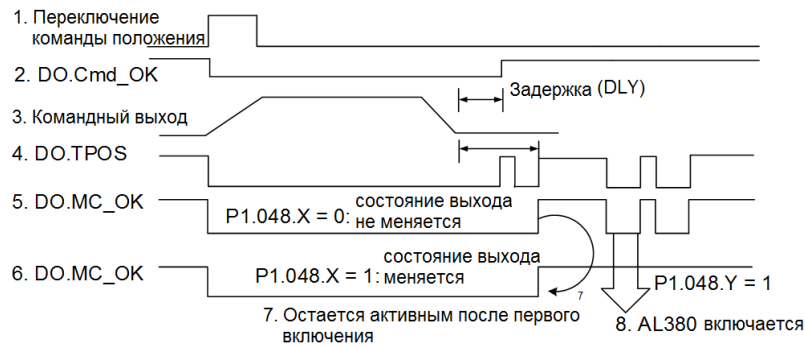 1. Переключение
команды положения
2. DO.Cmd_OK
Задержка (DLY)
3. Командный выход
4. DO.TPOS
5. DO.MC_OK
P1.048.X = 0: состояние выхода
не меняется
6. DO.MC_OK
P1.048.X = 1: состояние выхода
меняется
P1.048.Y = 1
7
7. Остается активным после первого
включения
8. AL380 включается